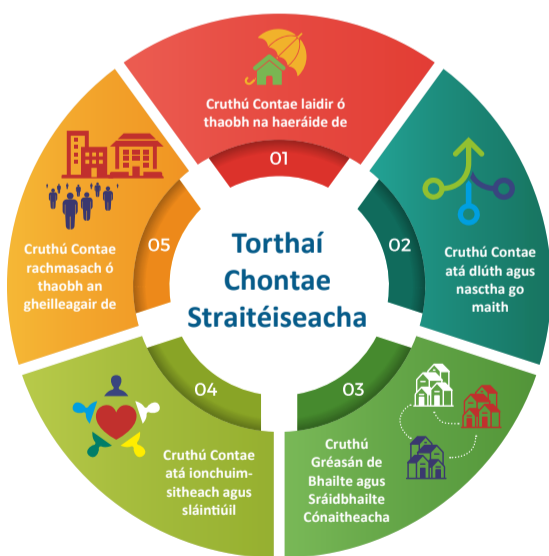 Torthaí
Chontae
Straitéiseacha
Cruthú Contae laidir ó
thaobh na haeráide de
01
02
Cruthú Contae
atá dlúth agus
nasctha go
maith
03
Cruthú
Gréasán de
Bhailte agus
Sráidbhailte
Cónaitheacha
04
Cruthú Contae
atá ionchuim-
sitheach agus
sláintiúil
05
Cruthú Contae
rachmasach ó
thaobh an
gheilleagair de